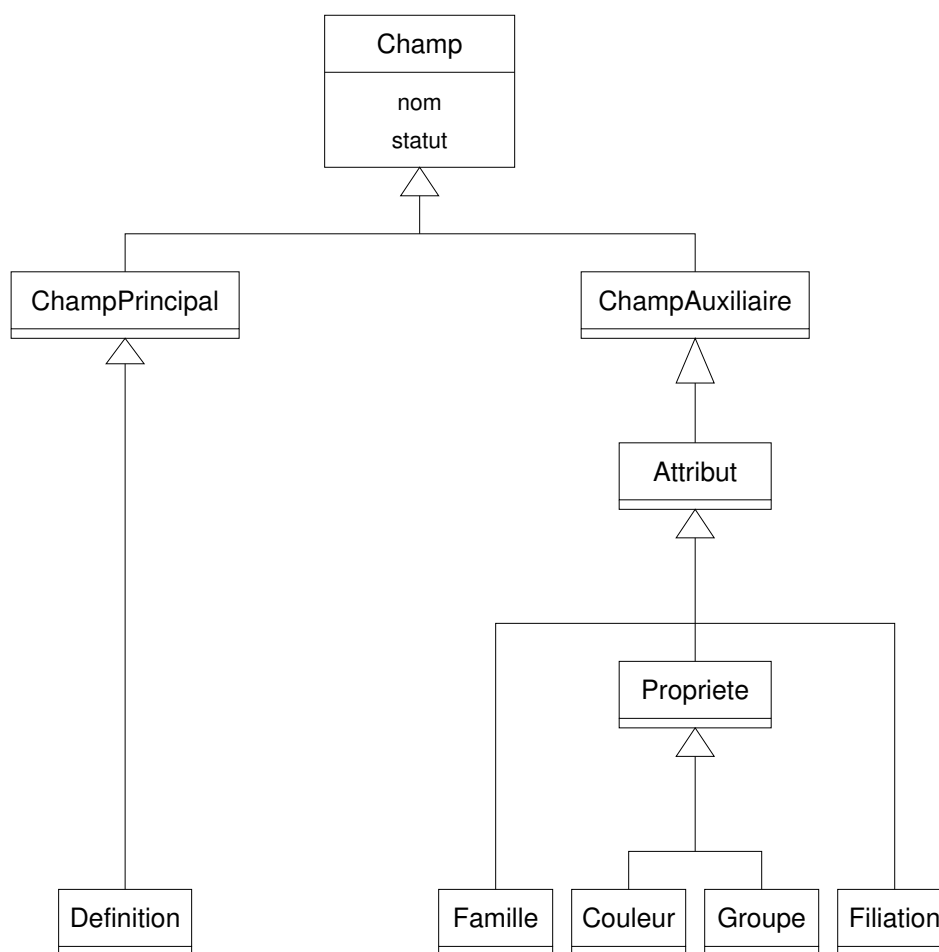 Champ
nom
statut
ChampPrincipal
ChampAuxiliaire
Attribut
Propriete
Definition
Famille
Couleur
Groupe
Filiation